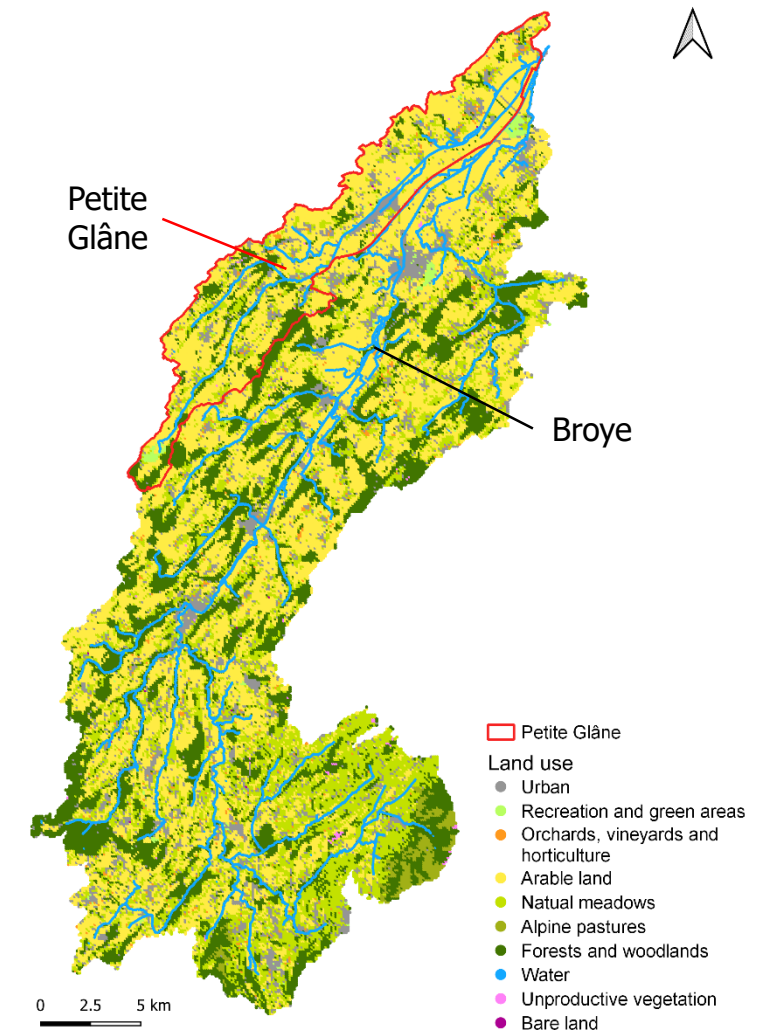 Petite
Glâne
Broye
Petite Glâne
Land use
Urban
Recreation and green areas
Orchards, vineyards and
horticulture
Arable land
Natual meadows
Alpine pastures
Forests and woodlands
Water
Unproductive vegetation
Bare land
0 2.5 5 km